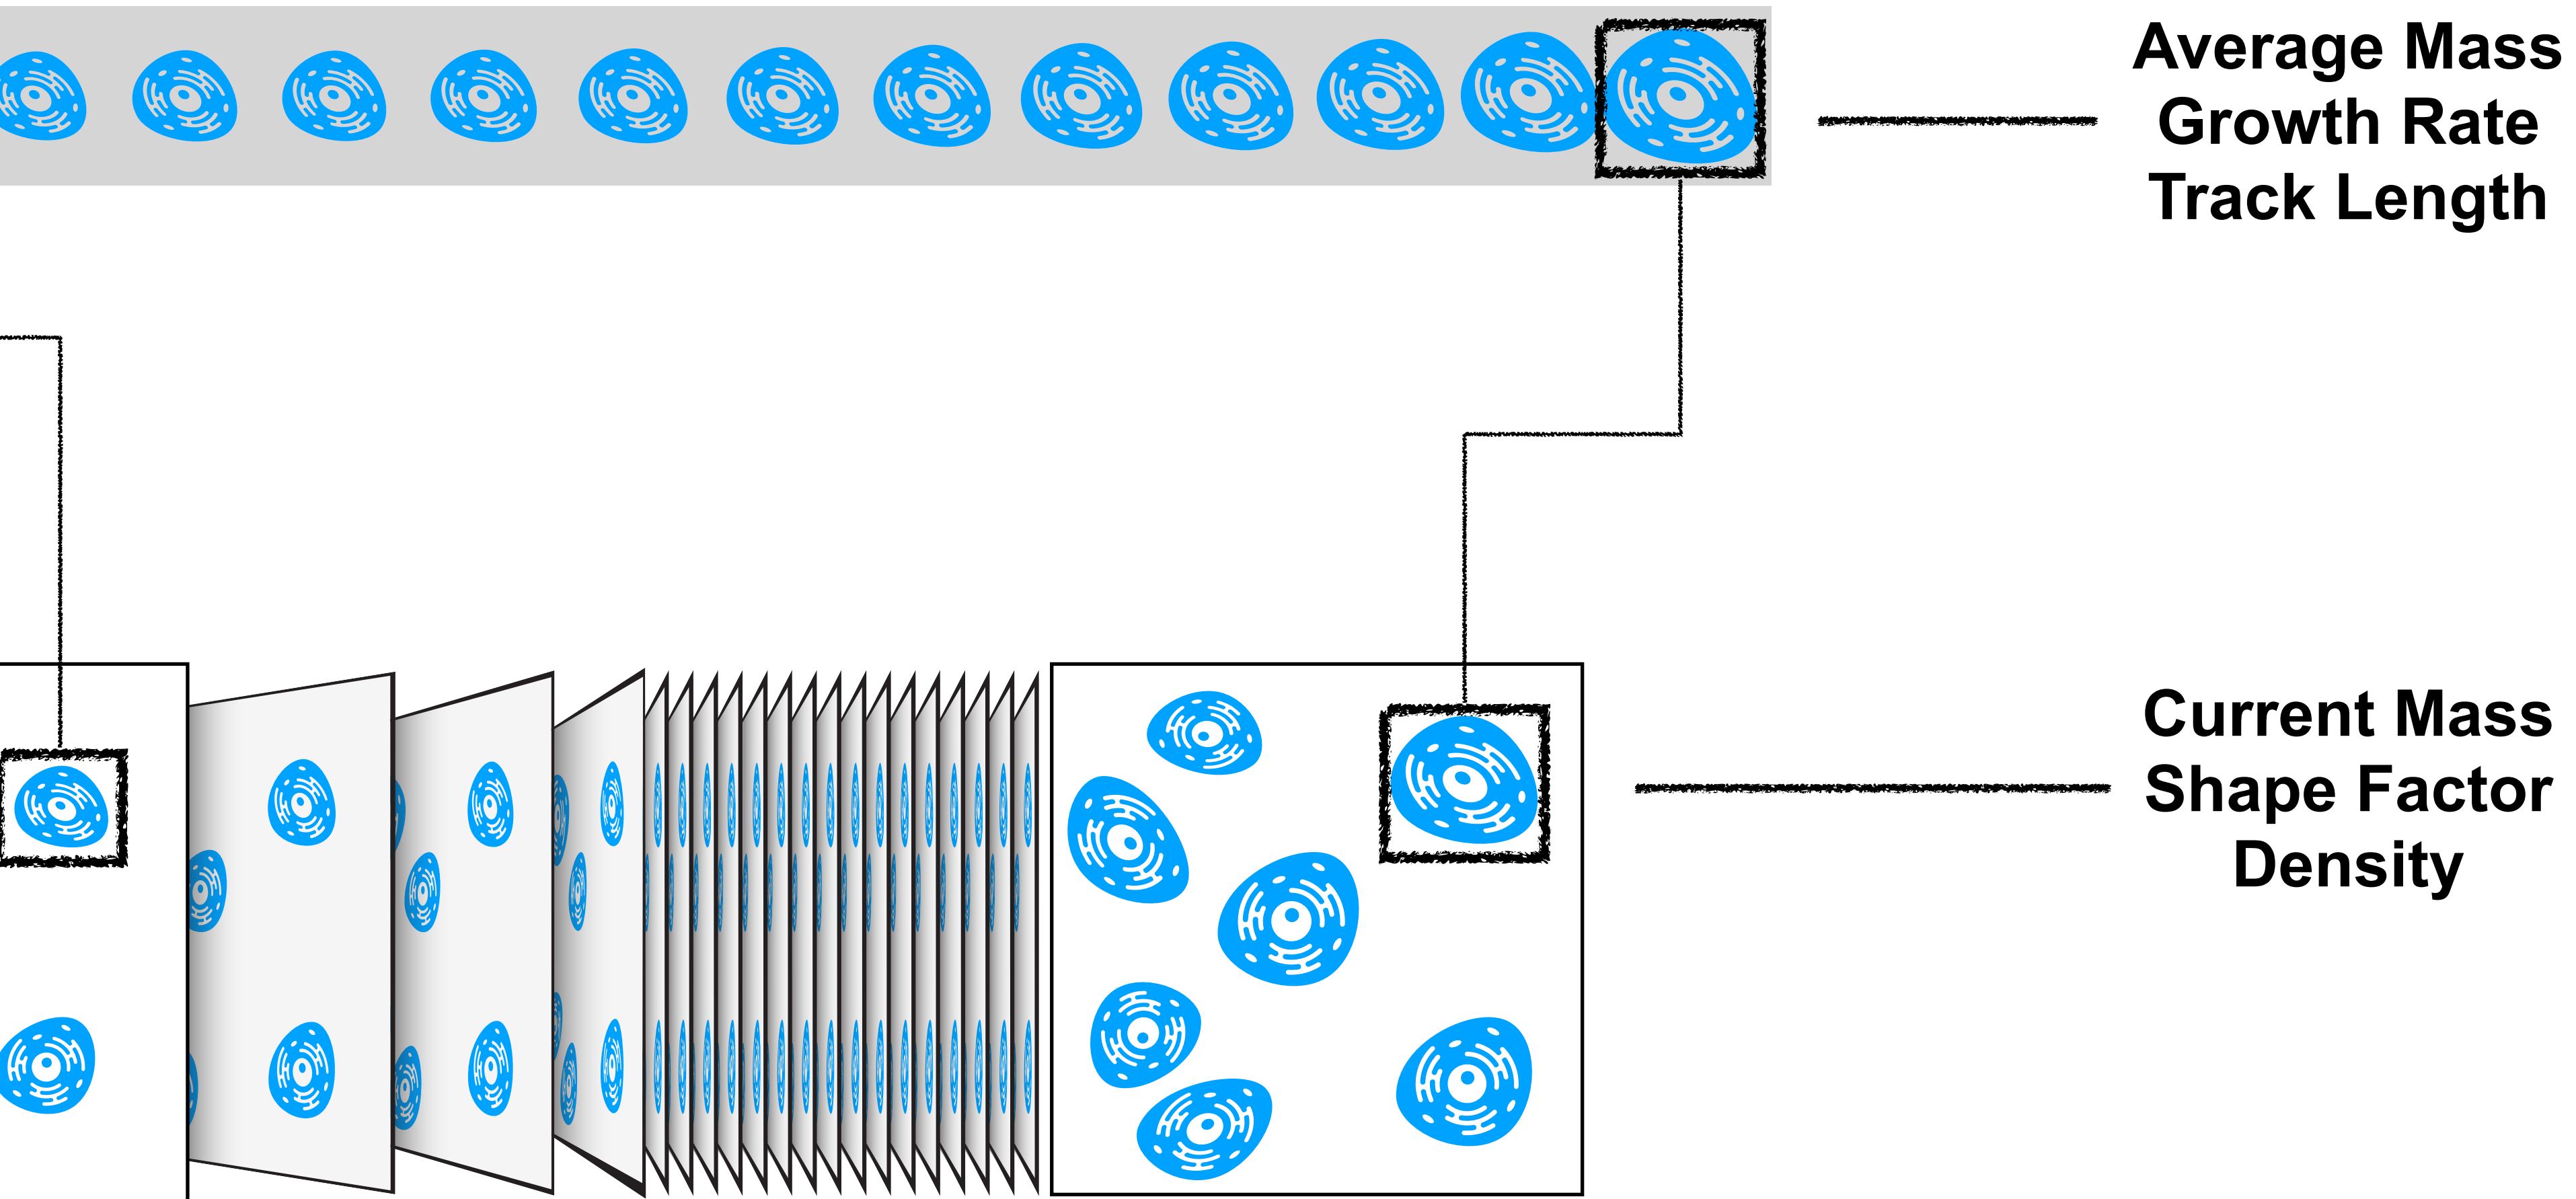 Average Mass
Growth Rate
Track Length
Current Mass
Shape Factor
Density